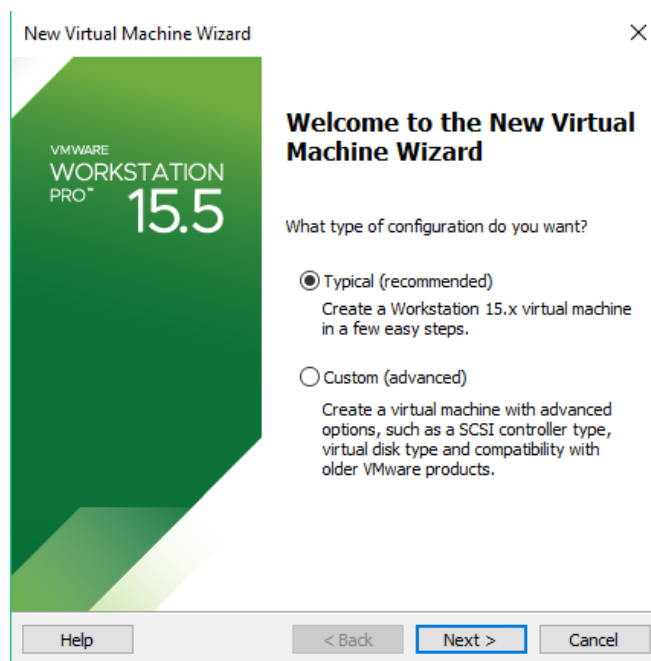 New Virtual Machine Wizard
VMWARE
WORKSTATION
PRO™
15.5
Welcome to the New Virtual
Machine Wizard
What type of configuration do you want?
Typical (recommended)
Create a Workstation 15.x virtual machine
in a few easy steps.
Custom (advanced)
Create a virtual machine with advanced
options, such as a SCSI controller type,
virtual disk type and compatibility with
older VMware products.
Help
< Back
Next >
Cancel